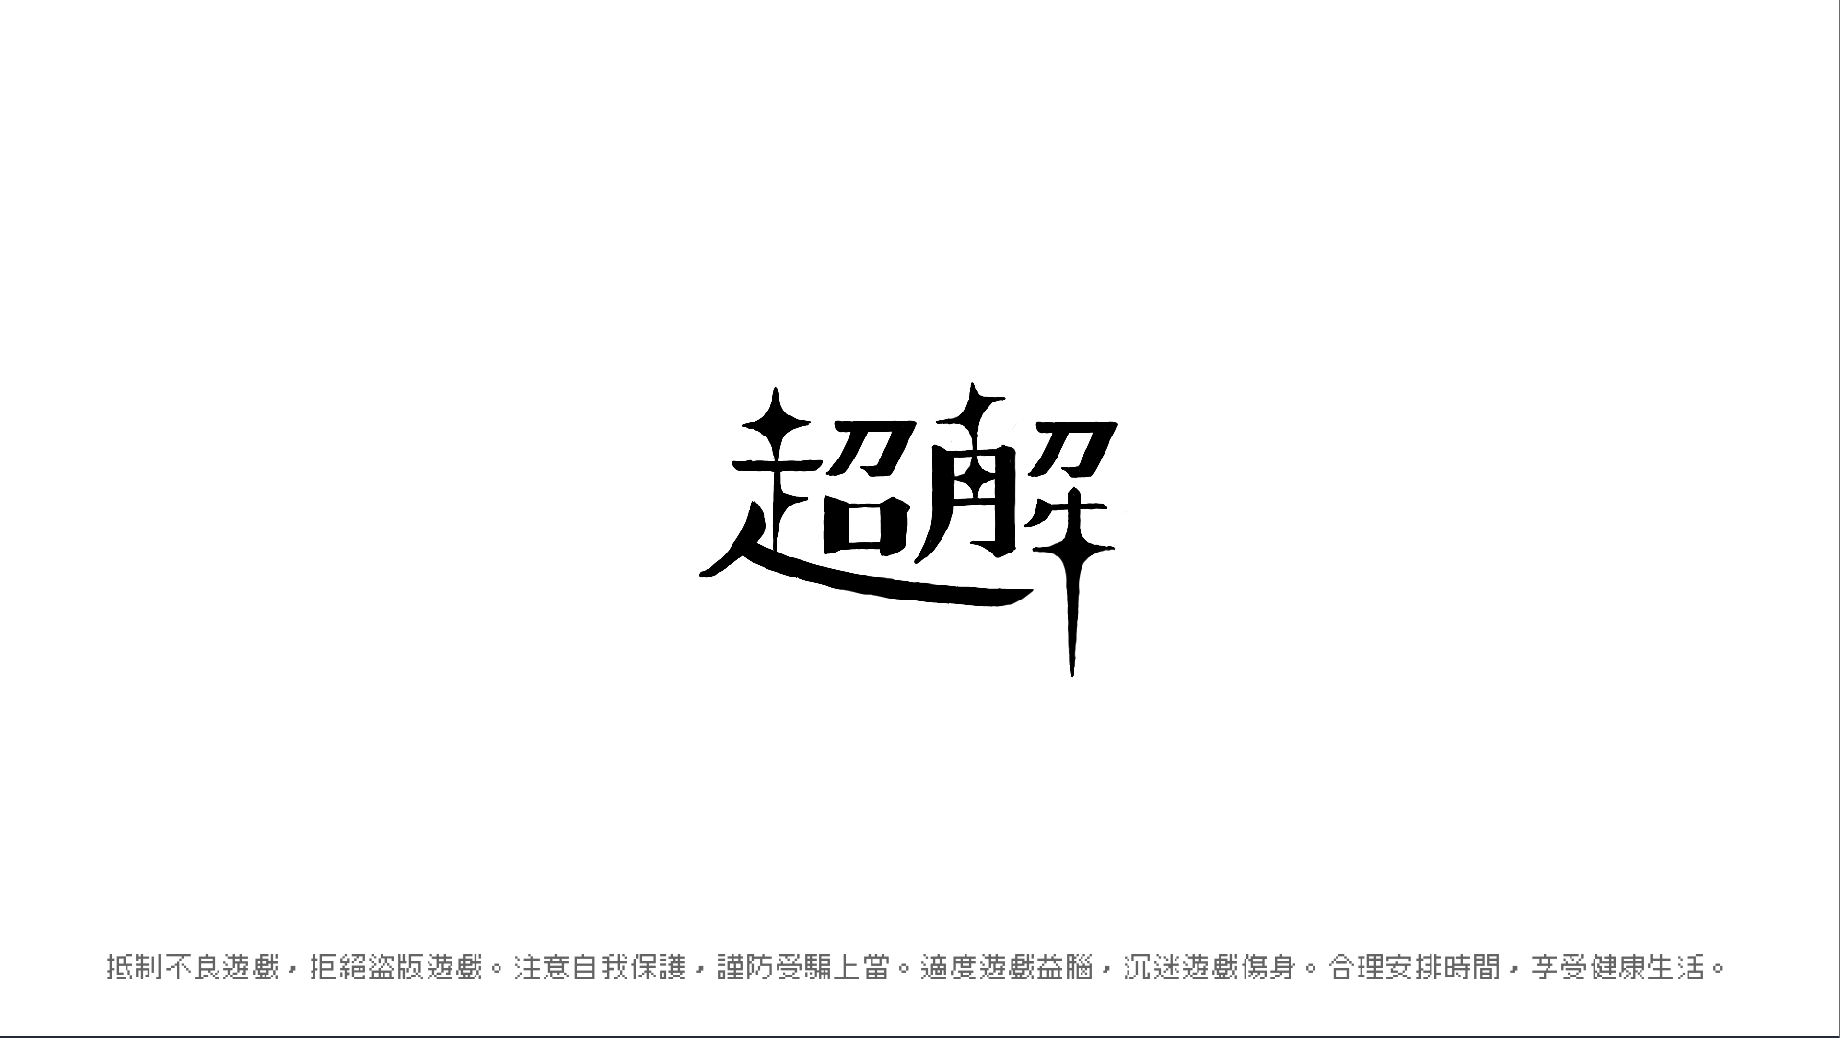 超解
抵制不良遊戲，拒絕盜版遊戲。注意自我保護，謹防受騙上當。適度遊戲益腦，沉迷遊戲傷身。合理安排時間，享受健康生活。